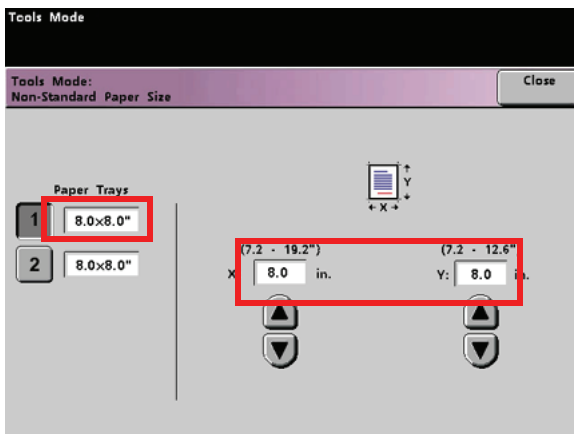 Tools Mode
Tools Mode:
Non-Standard Paper Size
Close
Y
X
Paper Trays
1 8.0x8.0"
2 8.0x8.0"
(7.2 - 19.2") (7.2 - 12.6"
X 8.0 in. Y: 8.0 in.